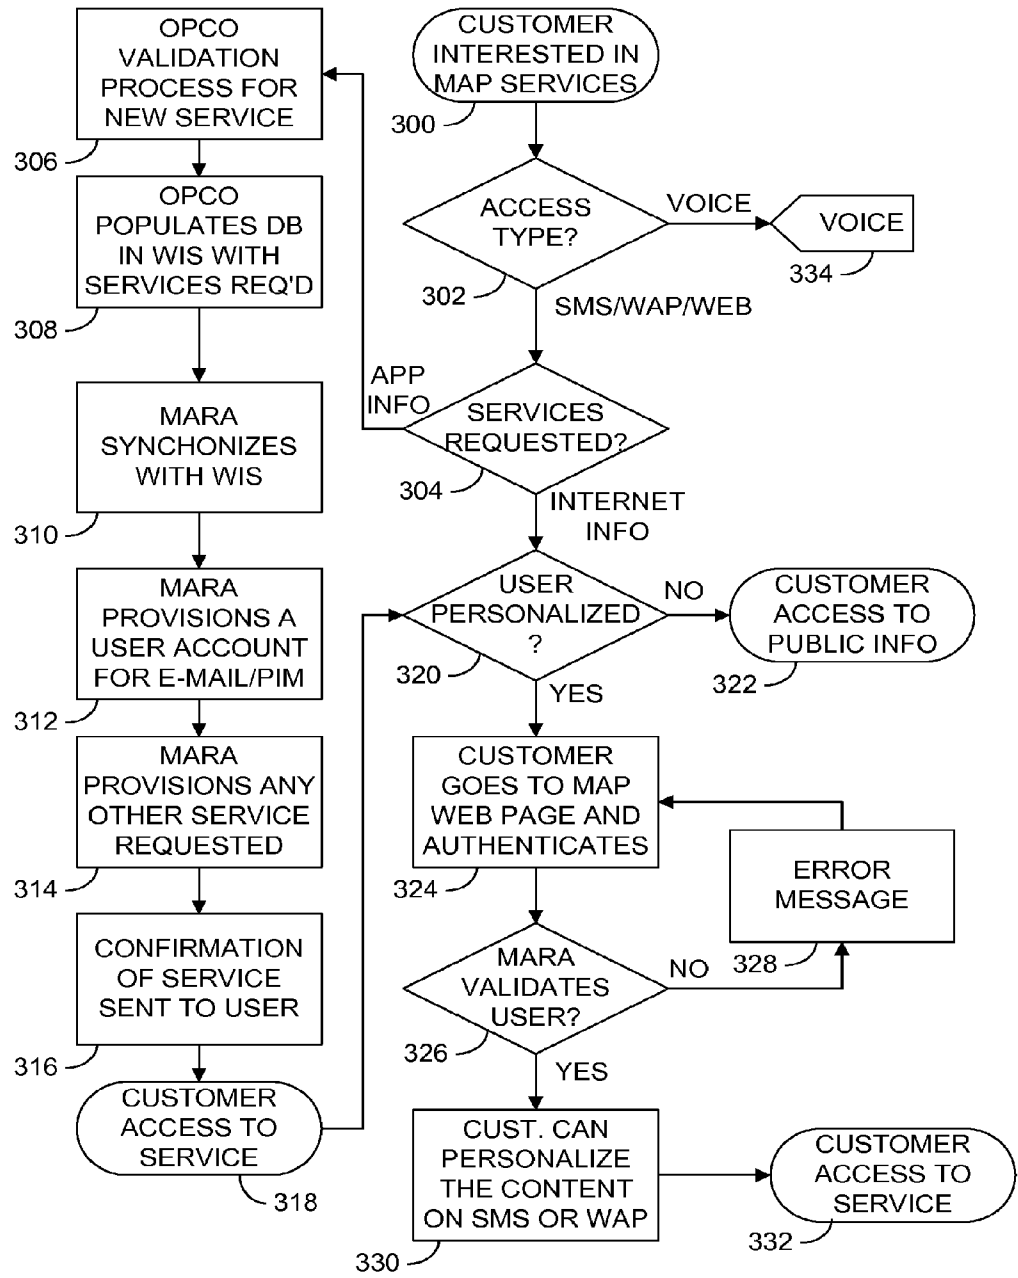 OPCO
VALIDATION
PROCESS FOR
NEW SERVICE
306
OPCO
POPULATES DB
IN WIS WITH
SERVICES REQ'D
308
MARA
SYNCHONIZES
WITH WIS
310
MARA
PROVISIONS A
USER ACCOUNT
FOR E-MAIL/PIM
312
MARA
PROVISIONS ANY
OTHER SERVICE
REQUESTED
314
CONFIRMATION
OF SERVICE
SENT TO USER
316
CUSTOMER
ACCESS TO
SERVICE
318
CUSTOMER
INTERESTED IN
MAP SERVICES
300
ACCESS
TYPE?
302
VOICE
VOICE
334
SMS/WAP/WEB
APP
INFO
SERVICES
REQUESTED?
304
INTERNET
INFO
USER
PERSONALIZED
?
320
NO
CUSTOMER
ACCESS TO
PUBLIC INFO
322
YES
CUSTOMER
GOES TO MAP
WEB PAGE AND
AUTHENTICATES
324
ERROR
MESSAGE
328
MARA
VALIDATES
USER?
326
NO
YES
CUST. CAN
PERSONALIZE
THE CONTENT
ON SMS OR WAP
330
CUSTOMER
ACCESS TO
SERVICE
332